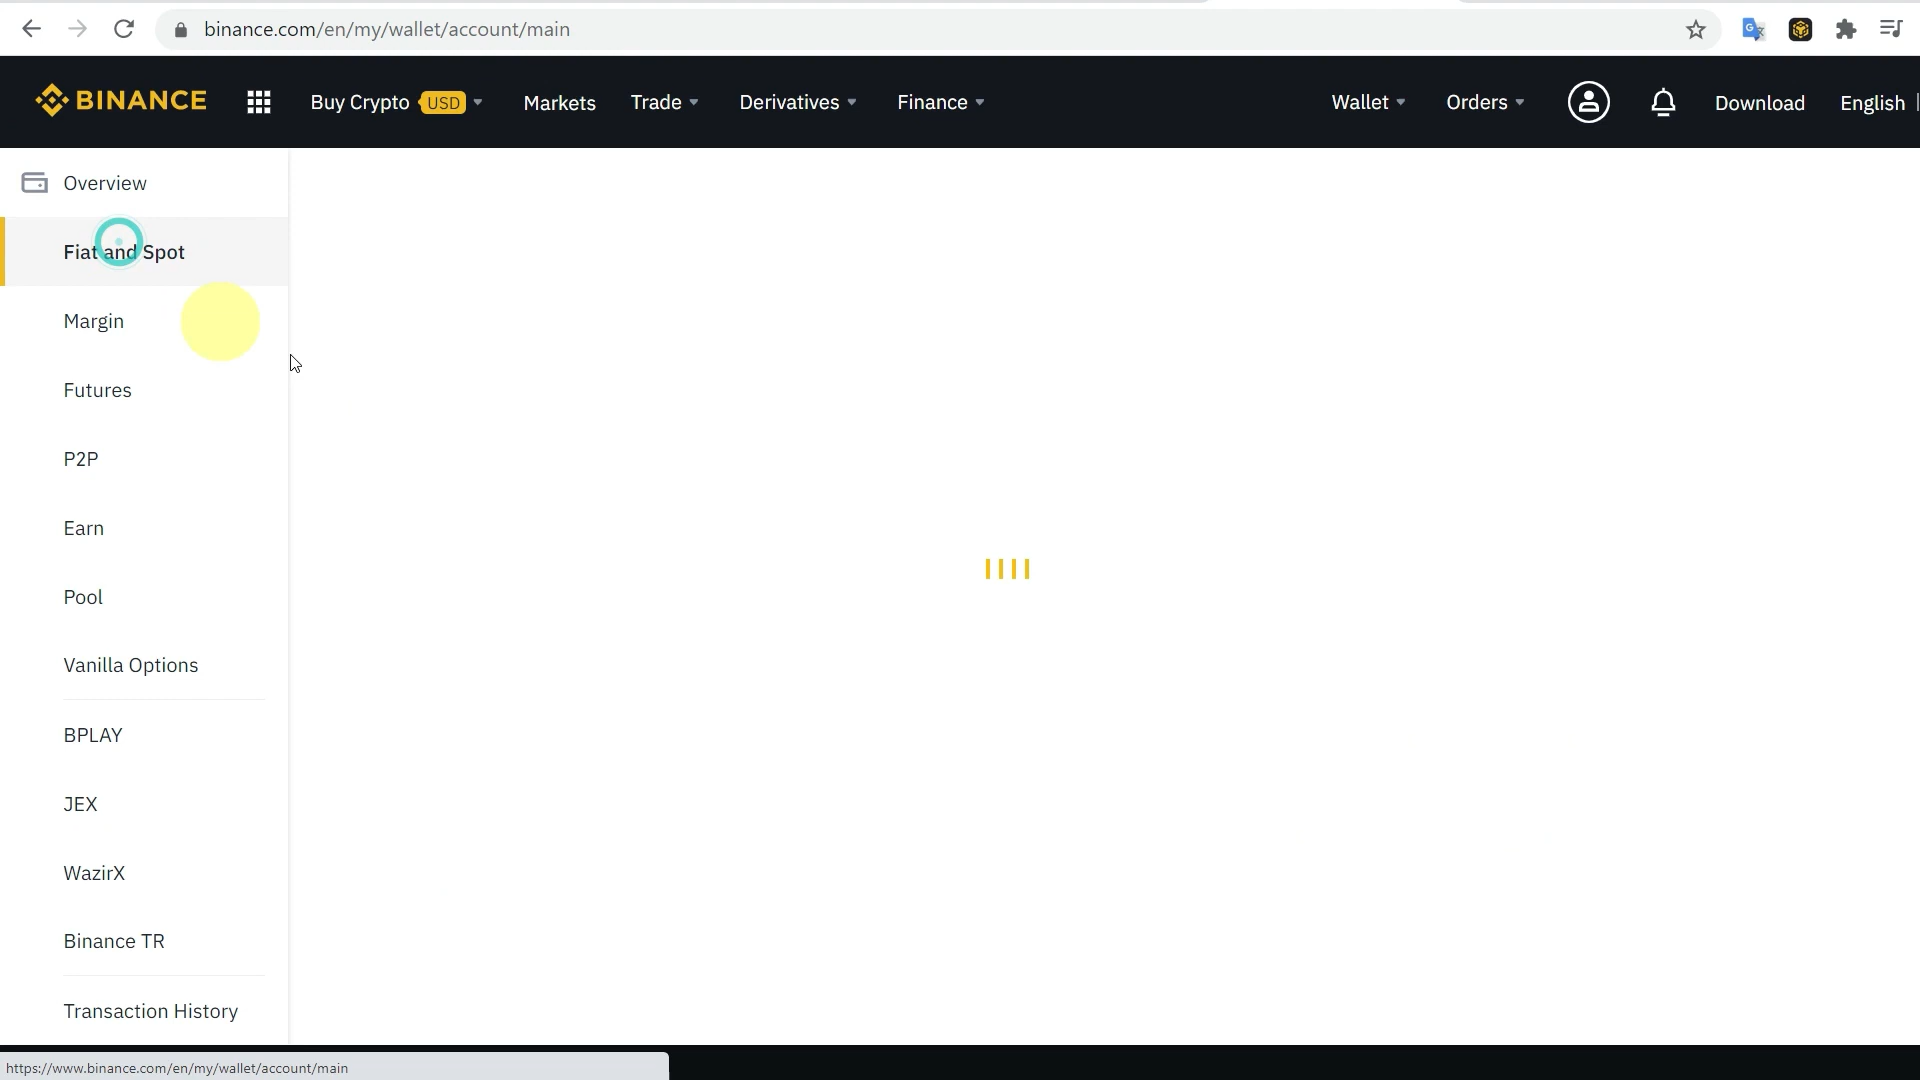 binance.com/en/my/wallet/account/main
BINANCE
Buy Crypto USD
Markets
Trade
Derivatives
Finance
Wallet
Orders
Download
English
Overview
Fiat and Spot
Margin
Futures
P2P
Earn
Pool
Vanilla Options
BPLAY
JEX
WazirX
Binance TR
Transaction History
https://www.binance.com/en/my/wallet/account/main